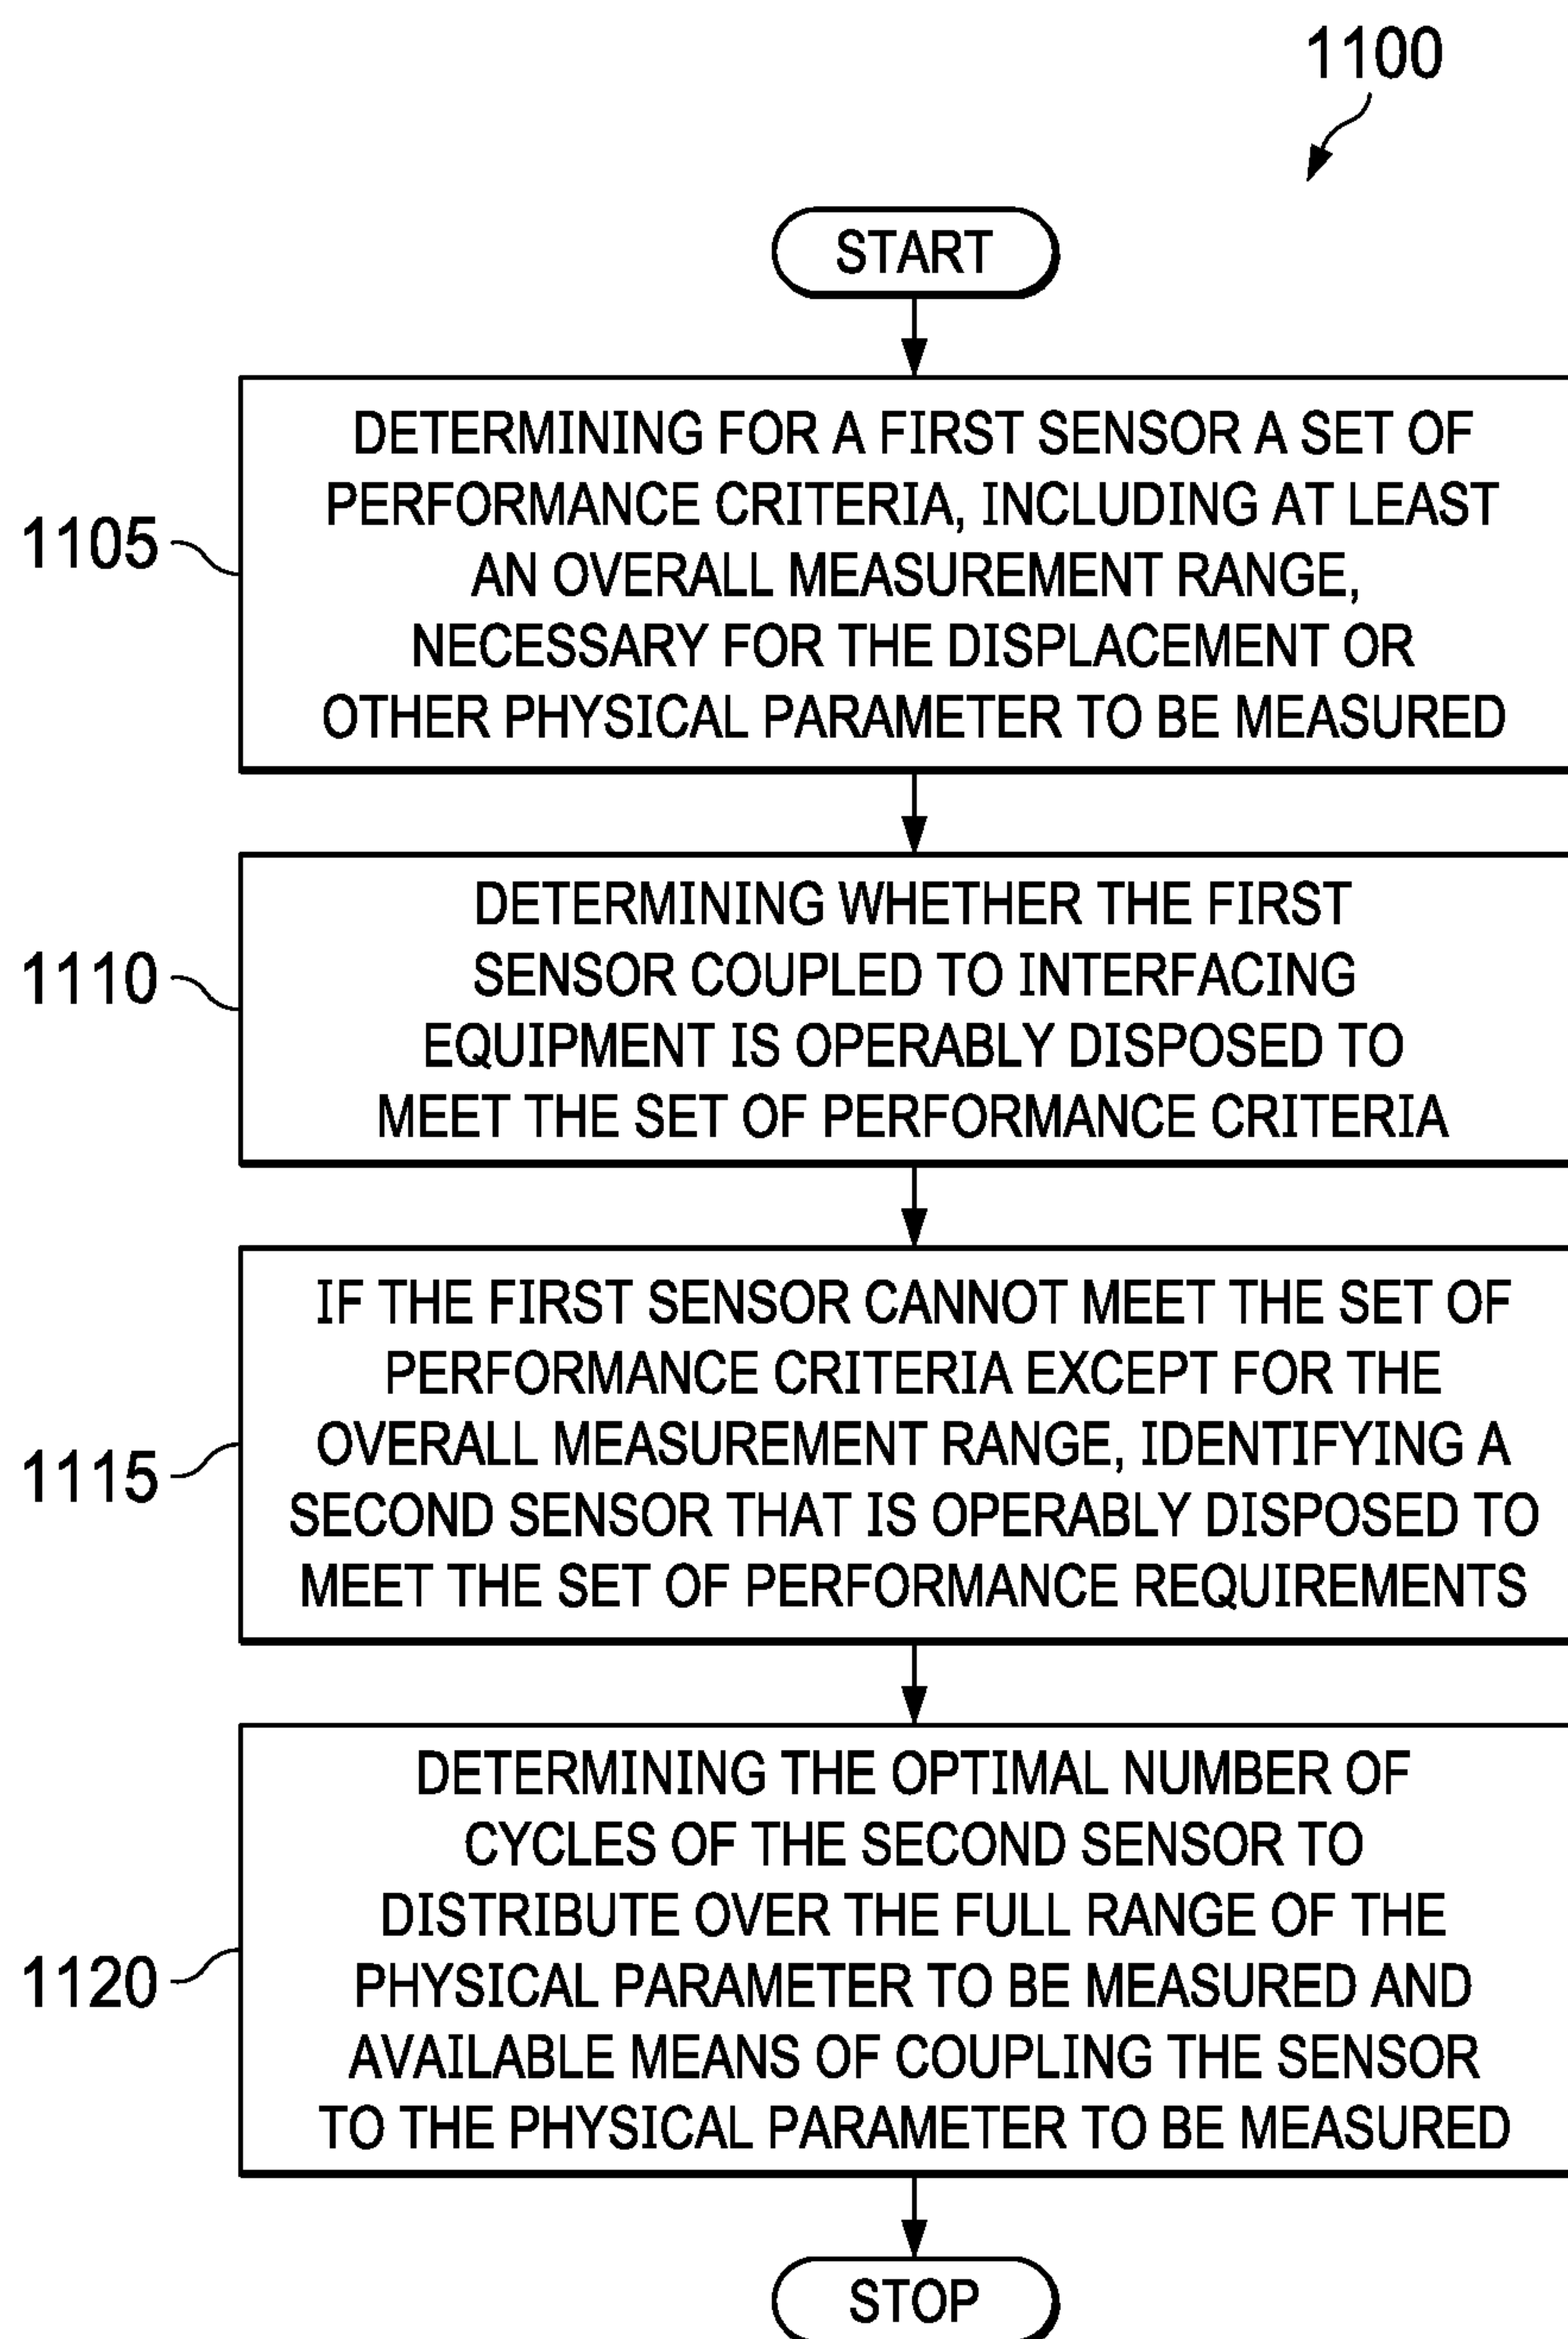 1100
START
1105
DETERMINING FOR A FIRST SENSOR A SET OF
PERFORMANCE CRITERIA, INCLUDING AT LEAST
AN OVERALL MEASUREMENT RANGE,
NECESSARY FOR THE DISPLACEMENT OR
OTHER PHYSICAL PARAMETER TO BE MEASURED
1110
DETERMINING WHETHER THE FIRST
SENSOR COUPLED TO INTERFACING
EQUIPMENT IS OPERABLY DISPOSED TO
MEET THE SET OF PERFORMANCE CRITERIA
1115
IF THE FIRST SENSOR CANNOT MEET THE SET OF
PERFORMANCE CRITERIA EXCEPT FOR THE
OVERALL MEASUREMENT RANGE, IDENTIFYING A
SECOND SENSOR THAT IS OPERABLY DISPOSED TO
MEET THE SET OF PERFORMANCE REQUIREMENTS
1120
DETERMINING THE OPTIMAL NUMBER OF
CYCLES OF THE SECOND SENSOR TO
DISTRIBUTE OVER THE FULL RANGE OF THE
PHYSICAL PARAMETER TO BE MEASURED AND
AVAILABLE MEANS OF COUPLING THE SENSOR
TO THE PHYSICAL PARAMETER TO BE MEASURED
STOP